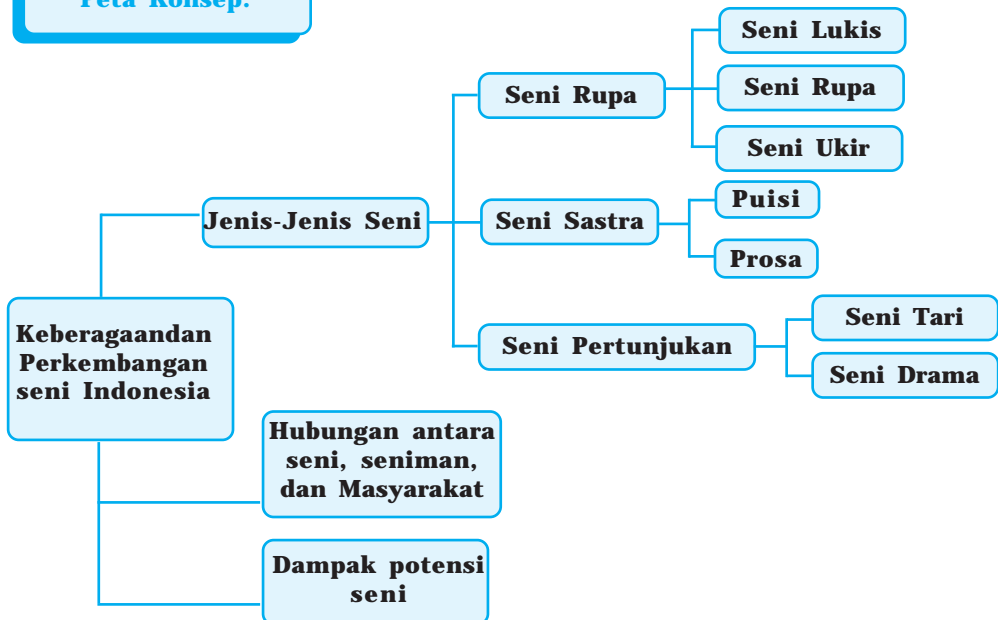 Peta Konsep:
Seni Lukis
Seni Rupa
Seni Rupa
Seni Ukir
Jenis-Jenis Seni
Seni Sastra
Puisi
Prosa
Keberagaandan
Perkembangan
seni Indonesia
Seni Pertunjukan
Seni Tari
Seni Drama
Hubungan antara
seni, seniman,
dan Masyarakat
Dampak potensi
seni